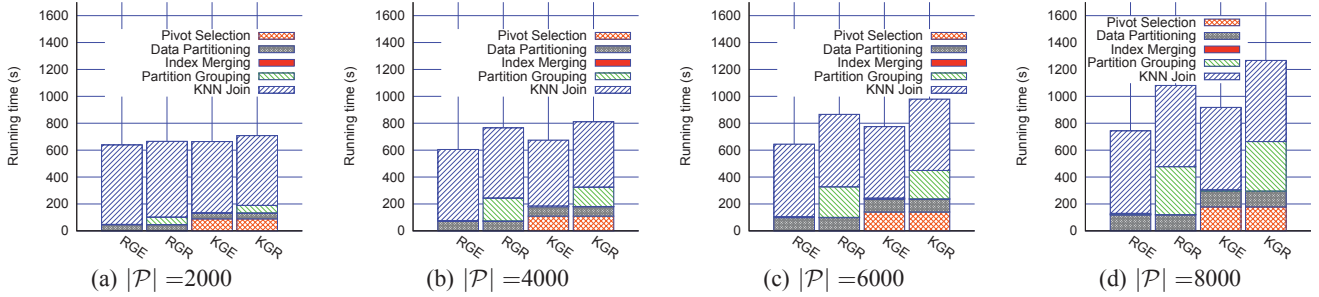 Running time (s)
1600
1400
1200
1000
800
600
400
200
0
Pivot Selection
Data Partitioning
Index Merging
Partition Grouping
KNN Join
RGE
RGR
KGE
KGR
(a) |𝒫| =2000
Running time (s)
1600
1400
1200
1000
800
600
400
200
0
Pivot Selection
Data Partitioning
Index Merging
Partition Grouping
KNN Join
RGE
RGR
KGE
KGR
(b) |𝒫| =4000
Running time (s)
1600
1400
1200
1000
800
600
400
200
0
Pivot Selection
Data Partitioning
Index Merging
Partition Grouping
KNN Join
RGE
RGR
KGE
KGR
(c) |𝒫| =6000
Running time (s)
1600
1400
1200
1000
800
600
400
200
0
Pivot Selection
Data Partitioning
Index Merging
Partition Grouping
KNN Join
RGE
RGR
KGE
KGR
(d) |𝒫| =8000